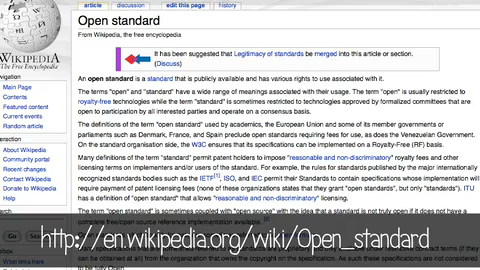 article discussion edit this page history
Open standard
From Wikipedia, the free encyclopedia
WIKIPEDIA
The Free Encyclopedia
It has been suggested that Legitimacy of standards be merged into this article or section.
(Discuss)
navigation
Main Page
Contents
Featured content
Current events
Random article
interaction
About Wikipedia
Community portal
Recent changes
Contact Wikipedia
Donate to Wikipedia
Help
An open standard is a standard that is publicly available and has various rights to use associated with it.
The terms "open" and "standard" have a wide range of meanings associated with their usage. The term "open" is usually restricted to
royalty-free technologies while the term "standard" is sometimes restricted to technologies approved by formalized committees that are
open to participation by all interested parties and operate on a consensus basis.
The definitions of the term "open standard" used by academics, the European Union and some of its member governments or
parliaments such as Denmark, France, and Spain preclude open standards requiring fees for use, as does the Venezuelan Government.
On the standard organisation side, the W3C ensures that its specifications can be implemented on a Royalty-Free (RF) basis.
Many definitions of the term "standard" permit patent holders to impose "reasonable and non-discriminatory" royalty fees and other
licensing terms on implementers and/or users of the standard. For example, the rules for standards published by the major internationally
recognized standards bodies such as the IETF[1], ISO, and IEC permit their Standards to contain specifications whose implementation will
require payment of patent licensing fees (none of these organizations states that they grant "open standards", but only "standards"). ITU
has a definition of "open standard" that allows "reasonable and non-discriminatory" licensing.
The term "open standard" is sometimes coupled with "open source" with the idea that a standard is not truly open if it does not have a
complete free/open source reference implementation available.
http://en.wikipedia.org/wiki/Open_standard
to be fully Open